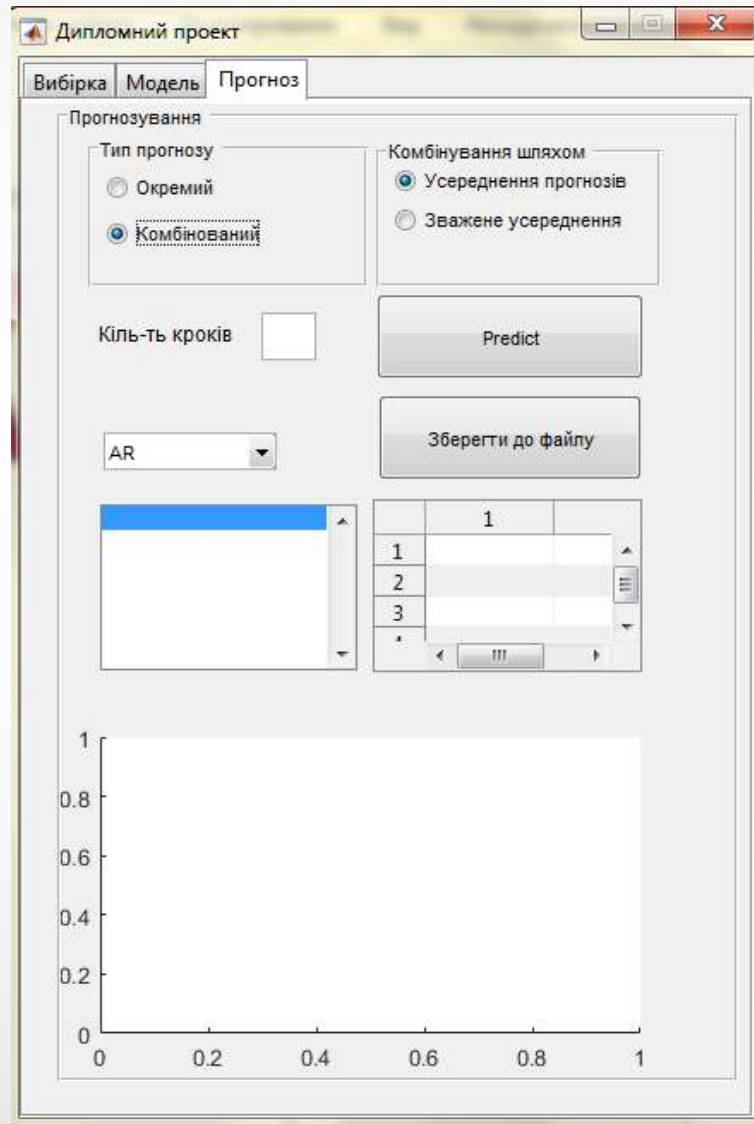 Дипломний проект
Вибірка Модель Прогноз
Прогнозування
Тип прогнозу
Окремий
Комбінований
Комбінування шляхом
Усереднення прогнозів
Зважене усереднення
Кіль-ть кроків
Predict
AR
Зберегти до файлу
1
1
2
3
1
0.8
0.6
0.4
0.2
0
0 0.2 0.4 0.6 0.8 1